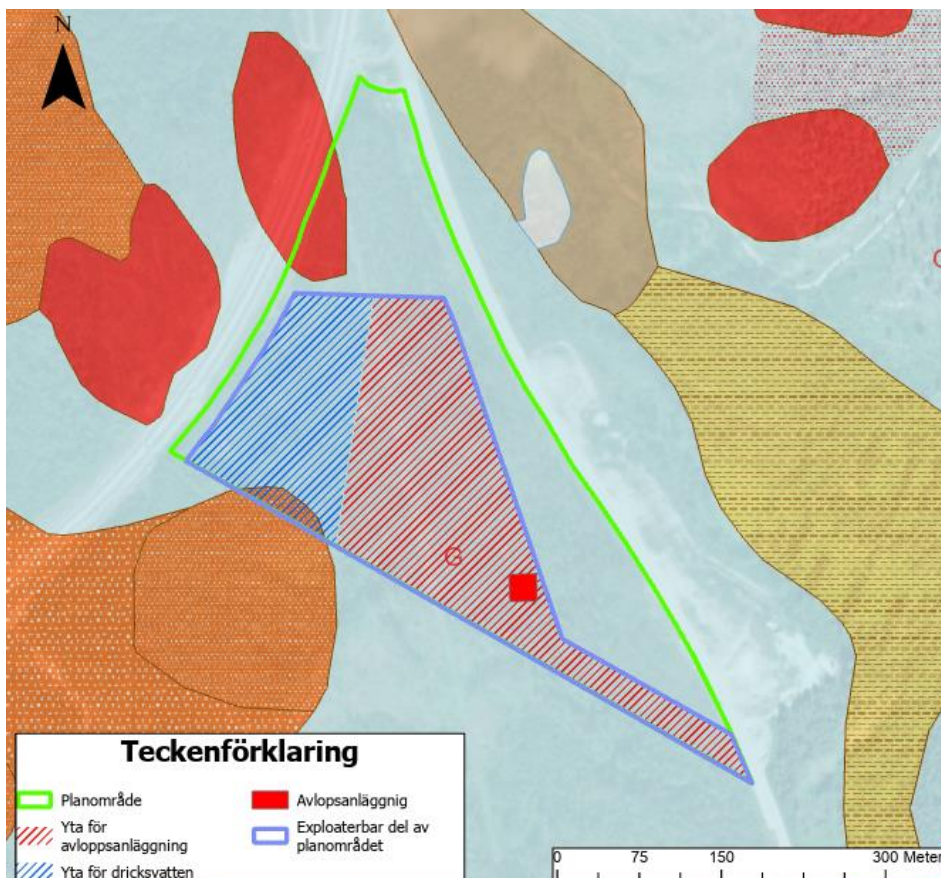 N
G
G
Teckenförklaring
Planområde
Avlopsanläggnig
Yta för
avloppsanläggning
Exploaterbar del av
planområdet
Yta för dricksvatten
0 75 150 300 Meter